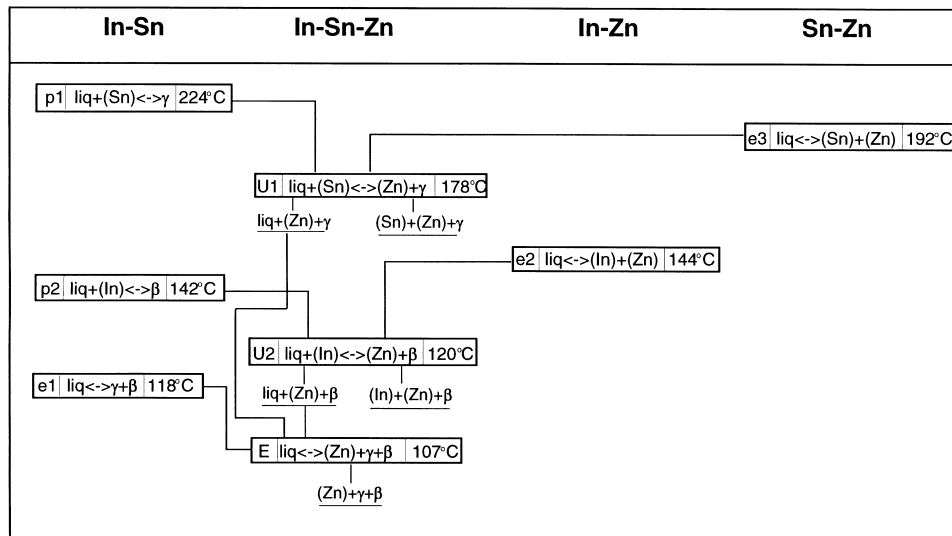 In-Sn In-Sn-Zn In-Zn Sn-Zn
p1 liq+(Sn)<->γ 224°C
e3 liq<->(Sn)+(Zn) 192°C
U1 liq+(Sn)<->(Zn)+γ 178°C
liq+(Zn)+γ (Sn)+(Zn)+γ
e2 liq<->(In)+(Zn) 144°C
p2 liq+(In)<->β 142°C
U2 liq+(In)<->(Zn)+β 120°C
e1 liq<->γ+β 118°C
liq+(Zn)+β (In)+(Zn)+β
E liq<->(Zn)+γ+β 107°C
(Zn)+γ+β